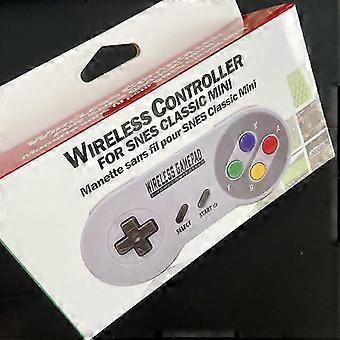 WIRELESS CONTROLLER
FOR SNES CLASSIC MINI
Manette sans fil pour SNES Classic Mini
WIRELESS GAMEPAD
X
Y
A
B
SELECT
START